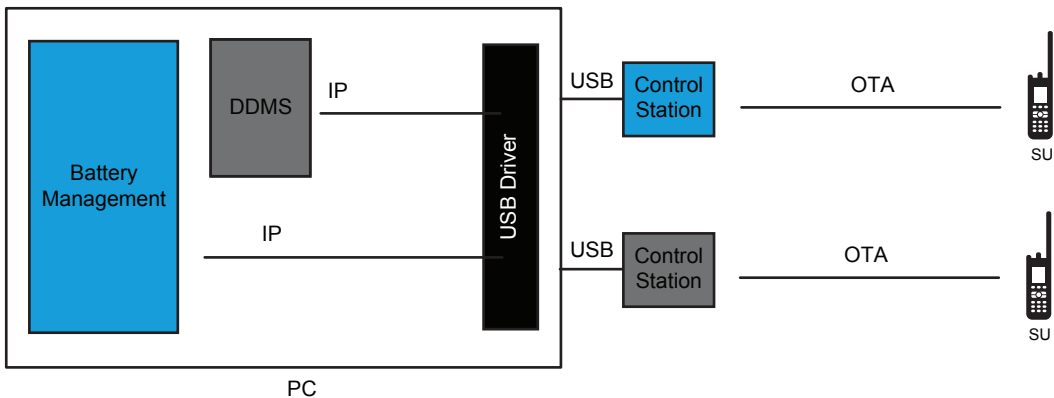 Battery
Management
DDMS
IP
IP
USB Driver
USB
Control
Station
OTA
SU
USB
Control
Station
OTA
SU
PC